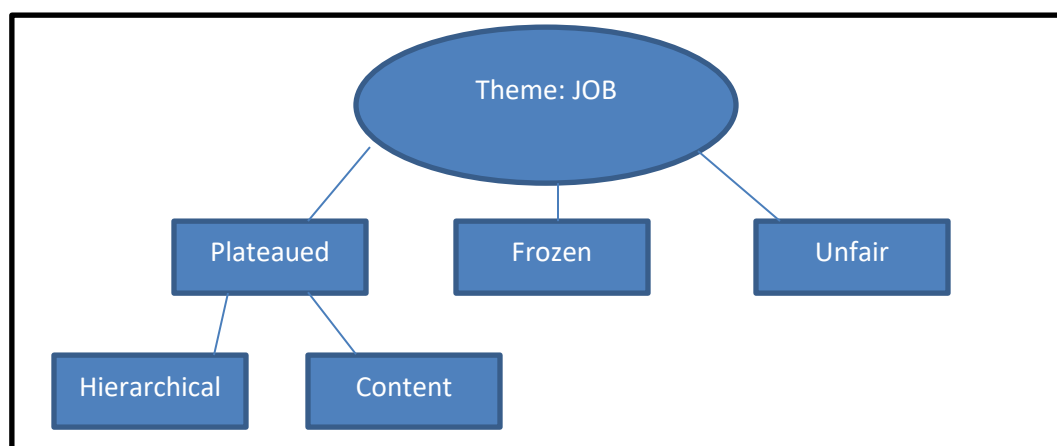 Theme: JOB
Plateaued
Frozen
Unfair
Hierarchical
Content